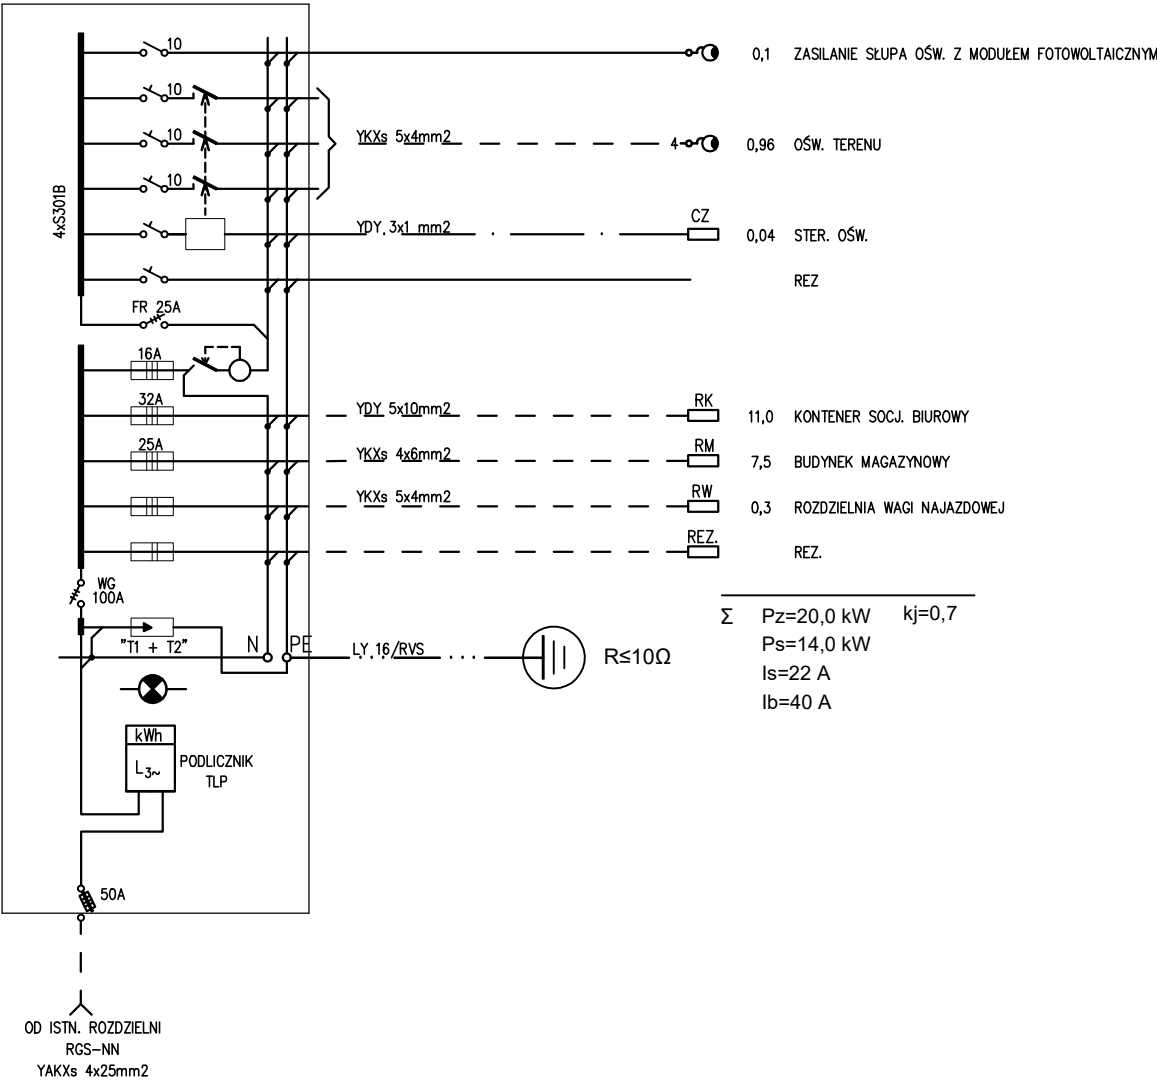 10
0,1 ZASILANIE SŁUPA OŚW. Z MODUŁEM FOTOWOLTAICZNYM
10
10
YKXs 5x4mm2
4
0,96 OŚW. TERENU
10
4xS301B
YDY 3x1 mm2
CZ
0,04 STER. OŚW.
REZ
FR 25A
16A
32A
YDY 5x10mm2
RK
11,0 KONTENER SOCJ. BIUROWY
25A
YKXs 4x6mm2
RM
7,5 BUDYNEK MAGAZYNOWY
YKXs 5x4mm2
RW
0,3 ROZDZIELNIA WAGI NAJAZDOWEJ
REZ.
REZ.
WG
100A
Σ Pz=20,0 kW kj=0,7
Ps=14,0 kW
Is=22 A
Ib=40 A
"T1 + T2"
N PE
LY 16/RVS
R≤10Ω
kWh
L3~
PODLICZNIK
TLP
50A
OD ISTN. ROZDZIELNI
RGS-NN
YAKXs 4x25mm2